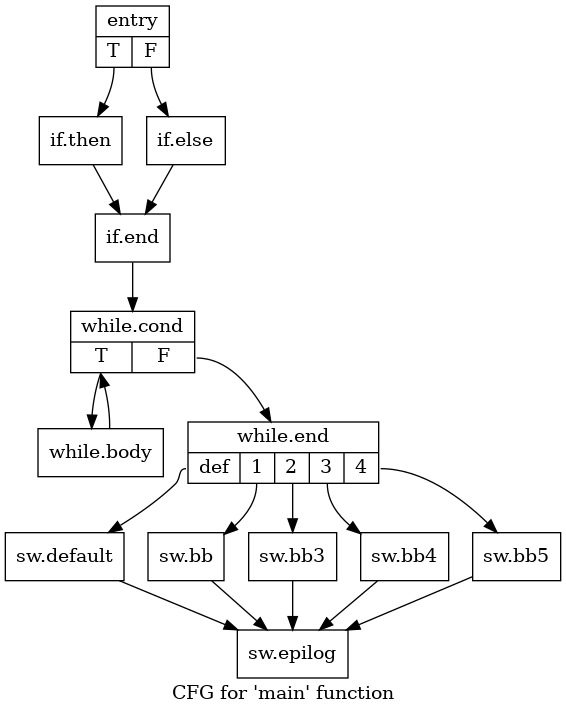 entry
T F
if.then if.else
if.end
while.cond
T F
while.end
while.body
def 1 2 3 4
sw.default sw.bb sw.bb3 sw.bb4 sw.bb5
sw.epilog
CFG for 'main' function